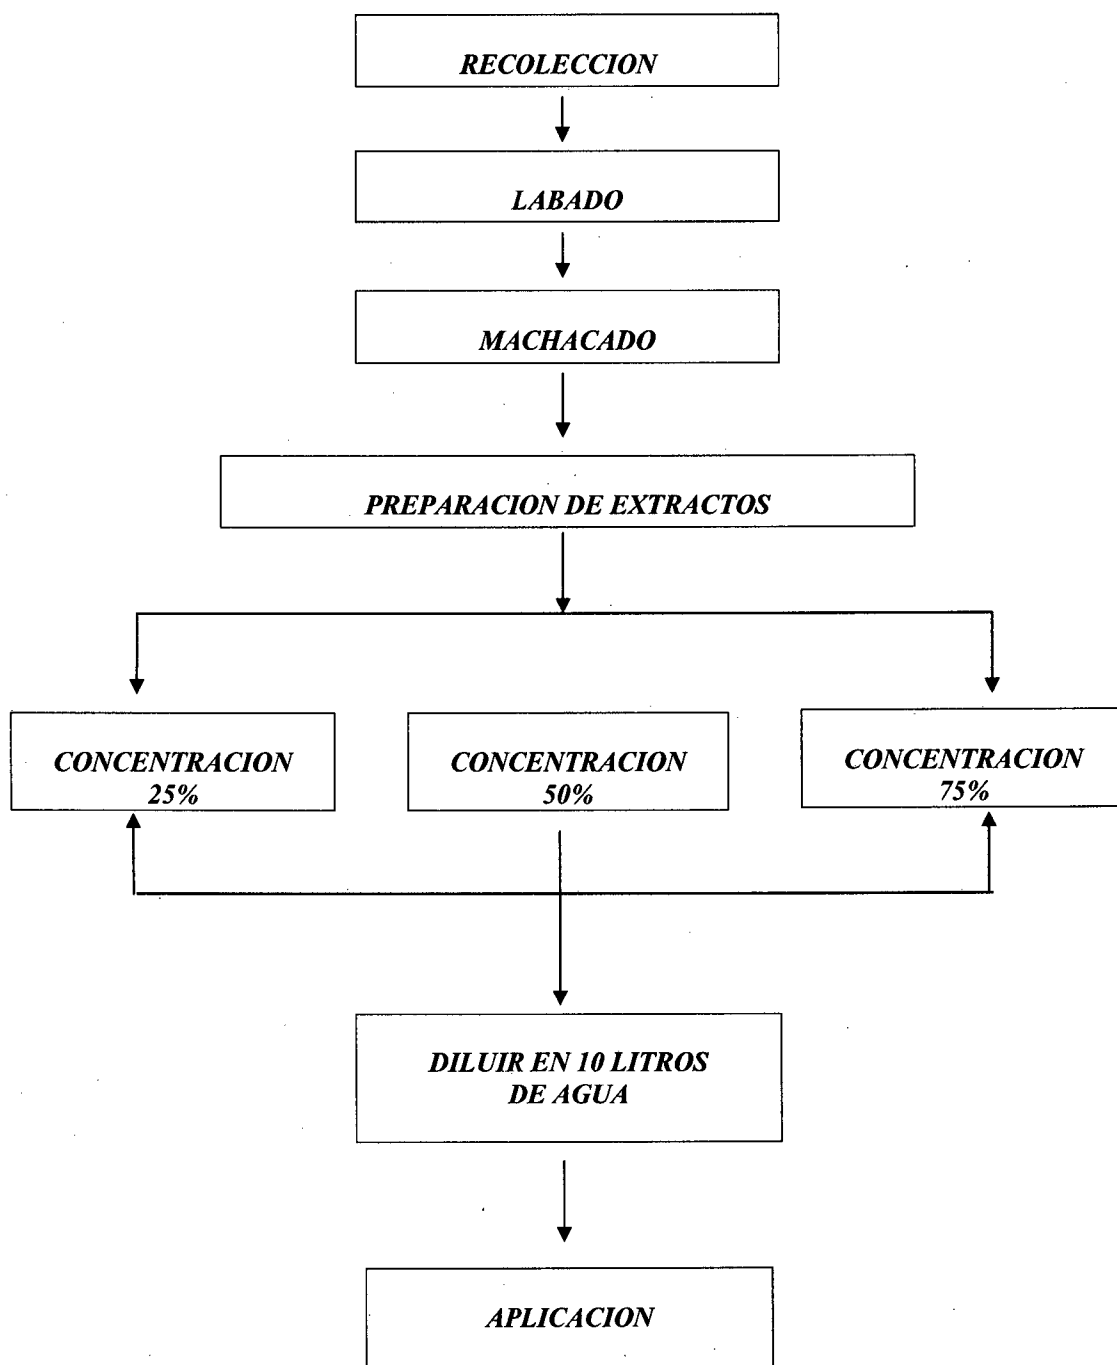 RECOLECCION
LABADO
MACHACADO
PREPARACION DE EXTRACTOS
CONCENTRACION
25%
CONCENTRACION
50%
CONCENTRACION
75%
DILUIR EN 10 LITROS
DE AGUA
APLICACION